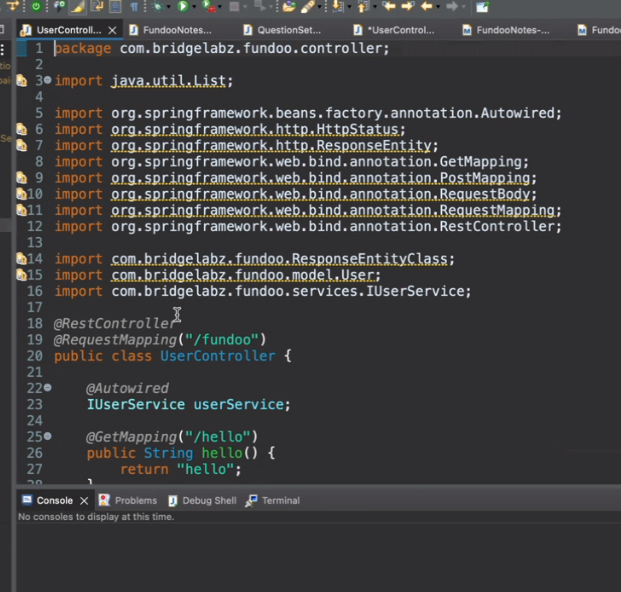 UserControll... FundooNotes... QuestionSet... *UserControll... FundooNotes-... Fundoo
1 package com.bridgelabz.fundoo.controller;
2
3 import java.util.List;
4
5 import org.springframework.beans.factory.annotation.Autowired;
6 import org.springframework.http.HttpStatus;
7 import org.springframework.http.ResponseEntity;
8 import org.springframework.web.bind.annotation.GetMapping;
9 import org.springframework.web.bind.annotation.PostMapping;
10 import org.springframework.web.bind.annotation.RequestBody;
11 import org.springframework.web.bind.annotation.RequestMapping;
12 import org.springframework.web.bind.annotation.RestController;
13
14 import com.bridgelabz.fundoo.ResponseEntityClass;
15 import com.bridgelabz.fundoo.model.User;
16 import com.bridgelabz.fundoo.services.IUserService;
17
18 @RestController
19 @RequestMapping("/fundoo")
20 public class UserController {
21
22 @Autowired
23 IUserService userService;
24
25 @GetMapping("/hello")
26 public String hello() {
27 return "hello";
28 }
Console Problems Debug Shell Terminal
No consoles to display at this time.